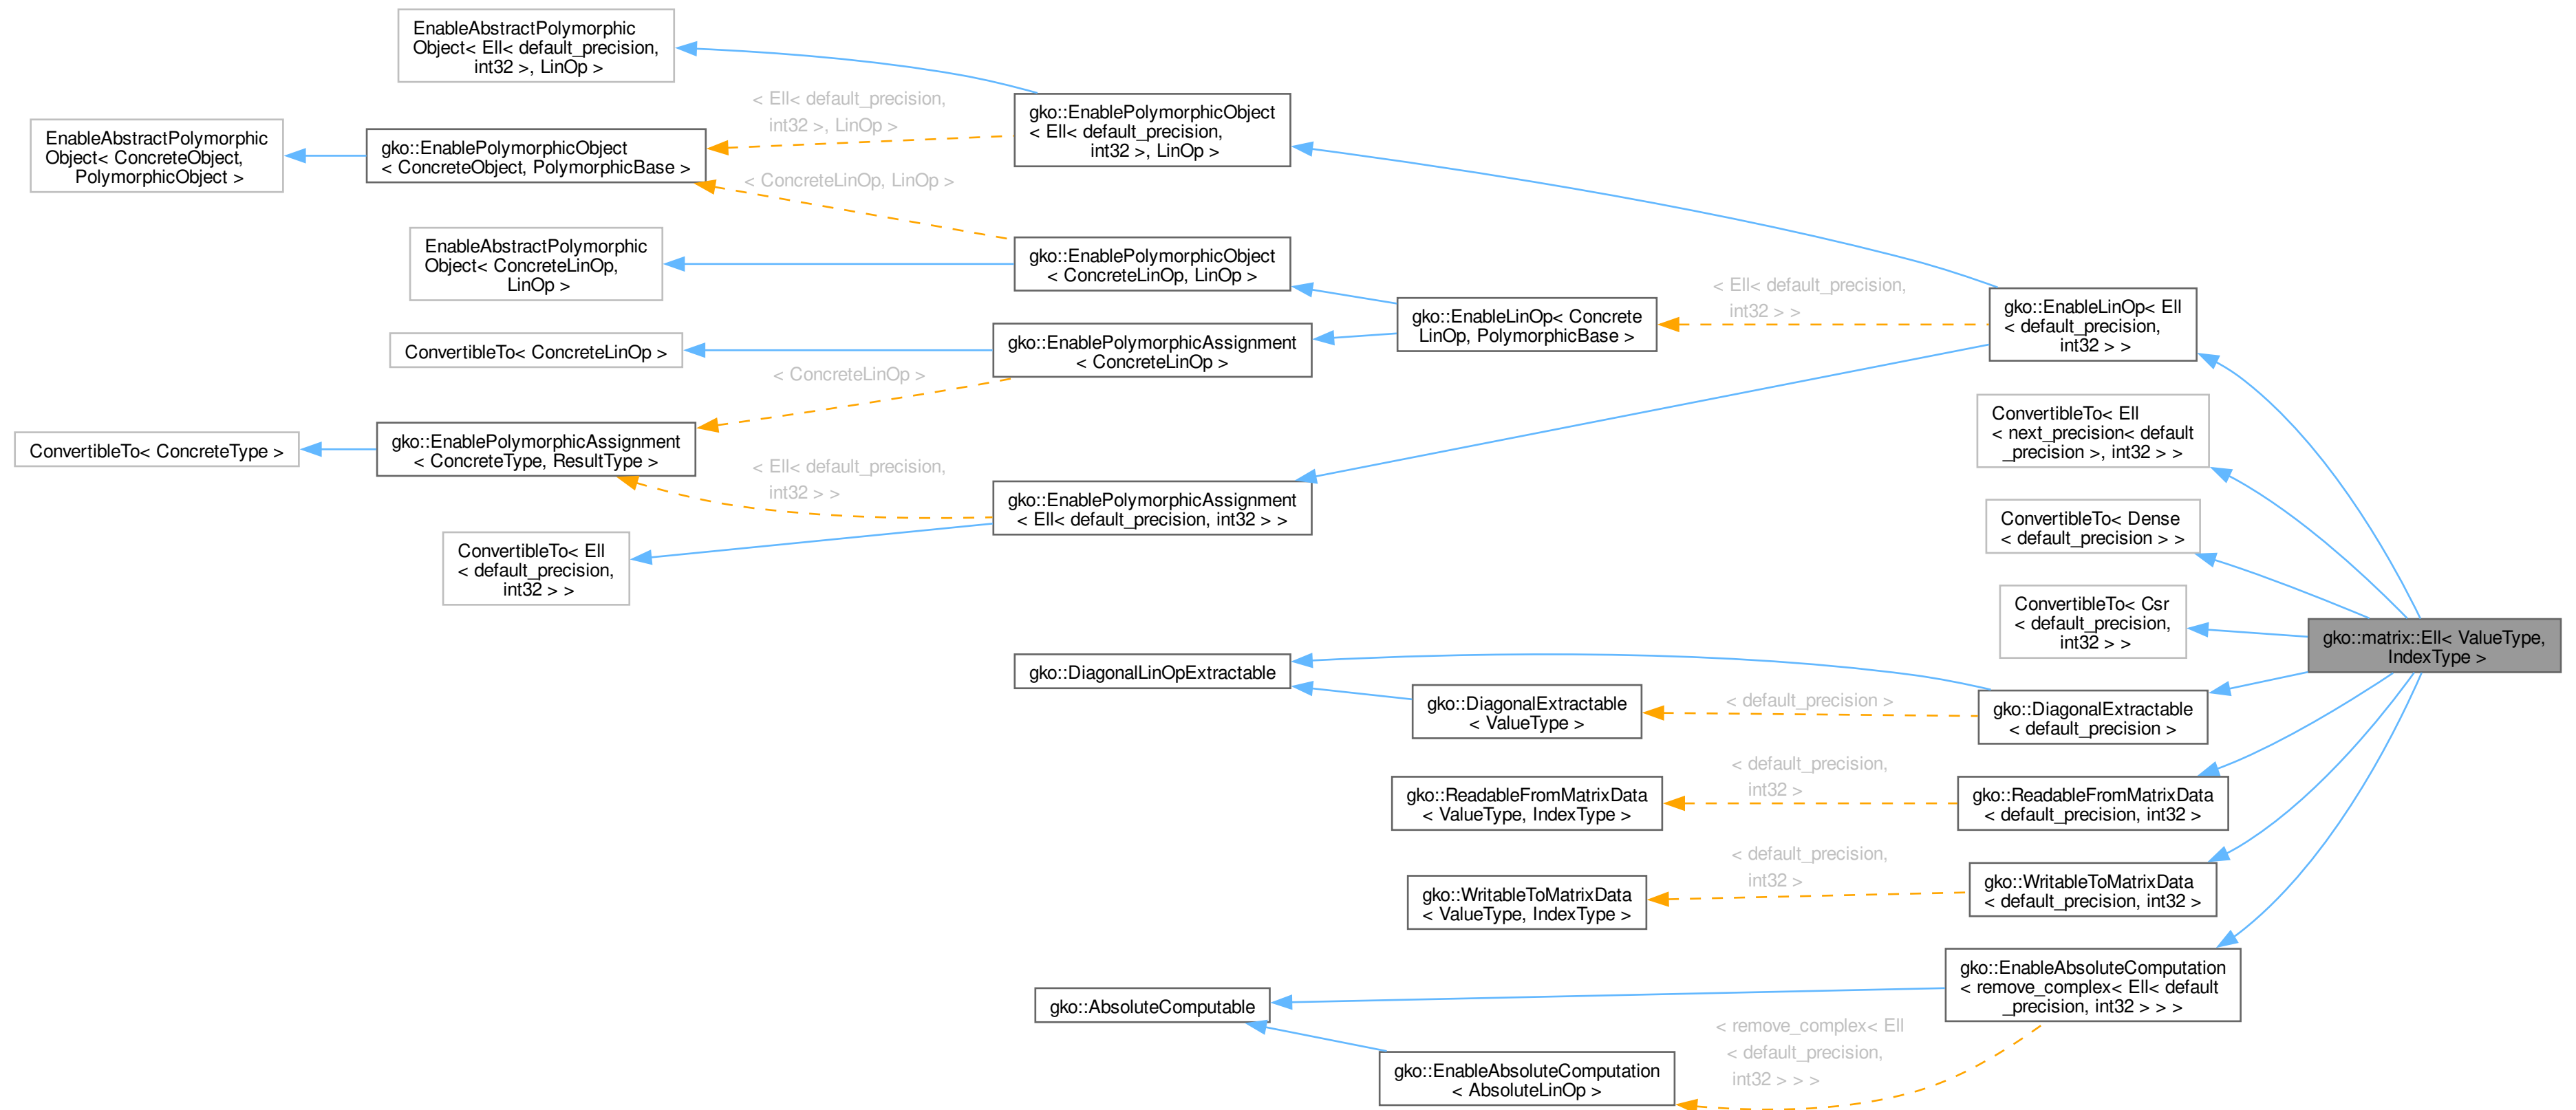 EnableAbstractPolymorphic
Object< Ell< default_precision,
int32 >, LinOp >
EnableAbstractPolymorphic
Object< ConcreteObject,
PolymorphicObject >
gko::EnablePolymorphicObject
< ConcreteObject, PolymorphicBase >
< Ell< default_precision,
int32 >, LinOp >
< ConcreteLinOp, LinOp >
gko::EnablePolymorphicObject
< Ell< default_precision,
int32 >, LinOp >
EnableAbstractPolymorphic
Object< ConcreteLinOp,
LinOp >
gko::EnablePolymorphicObject
< ConcreteLinOp, LinOp >
ConvertibleTo< ConcreteLinOp >
gko::EnablePolymorphicAssignment
< ConcreteLinOp >
gko::EnableLinOp< Concrete
LinOp, PolymorphicBase >
< Ell< default_precision,
int32 > >
gko::EnableLinOp< Ell
< default_precision,
int32 > >
< ConcreteLinOp >
ConvertibleTo< ConcreteType >
gko::EnablePolymorphicAssignment
< ConcreteType, ResultType >
< Ell< default_precision,
int32 > >
gko::EnablePolymorphicAssignment
< Ell< default_precision, int32 > >
ConvertibleTo< Ell
< default_precision,
int32 > >
ConvertibleTo< Ell
< next_precision< default
_precision >, int32 > >
ConvertibleTo< Dense
< default_precision > >
ConvertibleTo< Csr
< default_precision,
int32 > >
gko::matrix::Ell< ValueType,
IndexType >
gko::DiagonalLinOpExtractable
gko::DiagonalExtractable
< ValueType >
< default_precision >
gko::DiagonalExtractable
< default_precision >
gko::ReadableFromMatrixData
< ValueType, IndexType >
< default_precision,
int32 >
gko::ReadableFromMatrixData
< default_precision, int32 >
gko::WritableToMatrixData
< ValueType, IndexType >
< default_precision,
int32 >
gko::WritableToMatrixData
< default_precision, int32 >
gko::AbsoluteComputable
gko::EnableAbsoluteComputation
< AbsoluteLinOp >
< remove_complex< Ell
< default_precision,
int32 > > >
gko::EnableAbsoluteComputation
< remove_complex< Ell< default
_precision, int32 > > >